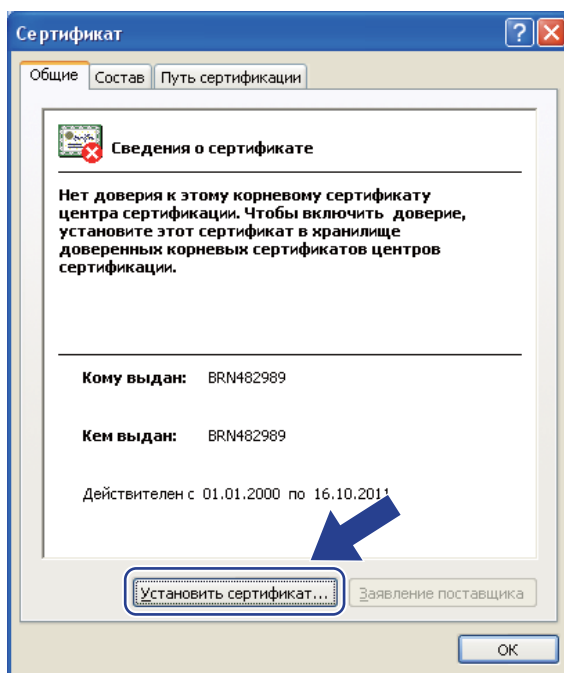 Сертификат
Общие Состав Путь сертификации
Сведения о сертификате
Нет доверия к этому корневому сертификату
центра сертификации. Чтобы включить доверие,
установите этот сертификат в хранилище
доверенных корневых сертификатов центров
сертификации.
Кому выдан: BRN482989
Кем выдан: BRN482989
Действителен с 01.01.2000 по 16.10.2011
Установить сертификат... Заявление поставщика
ОК